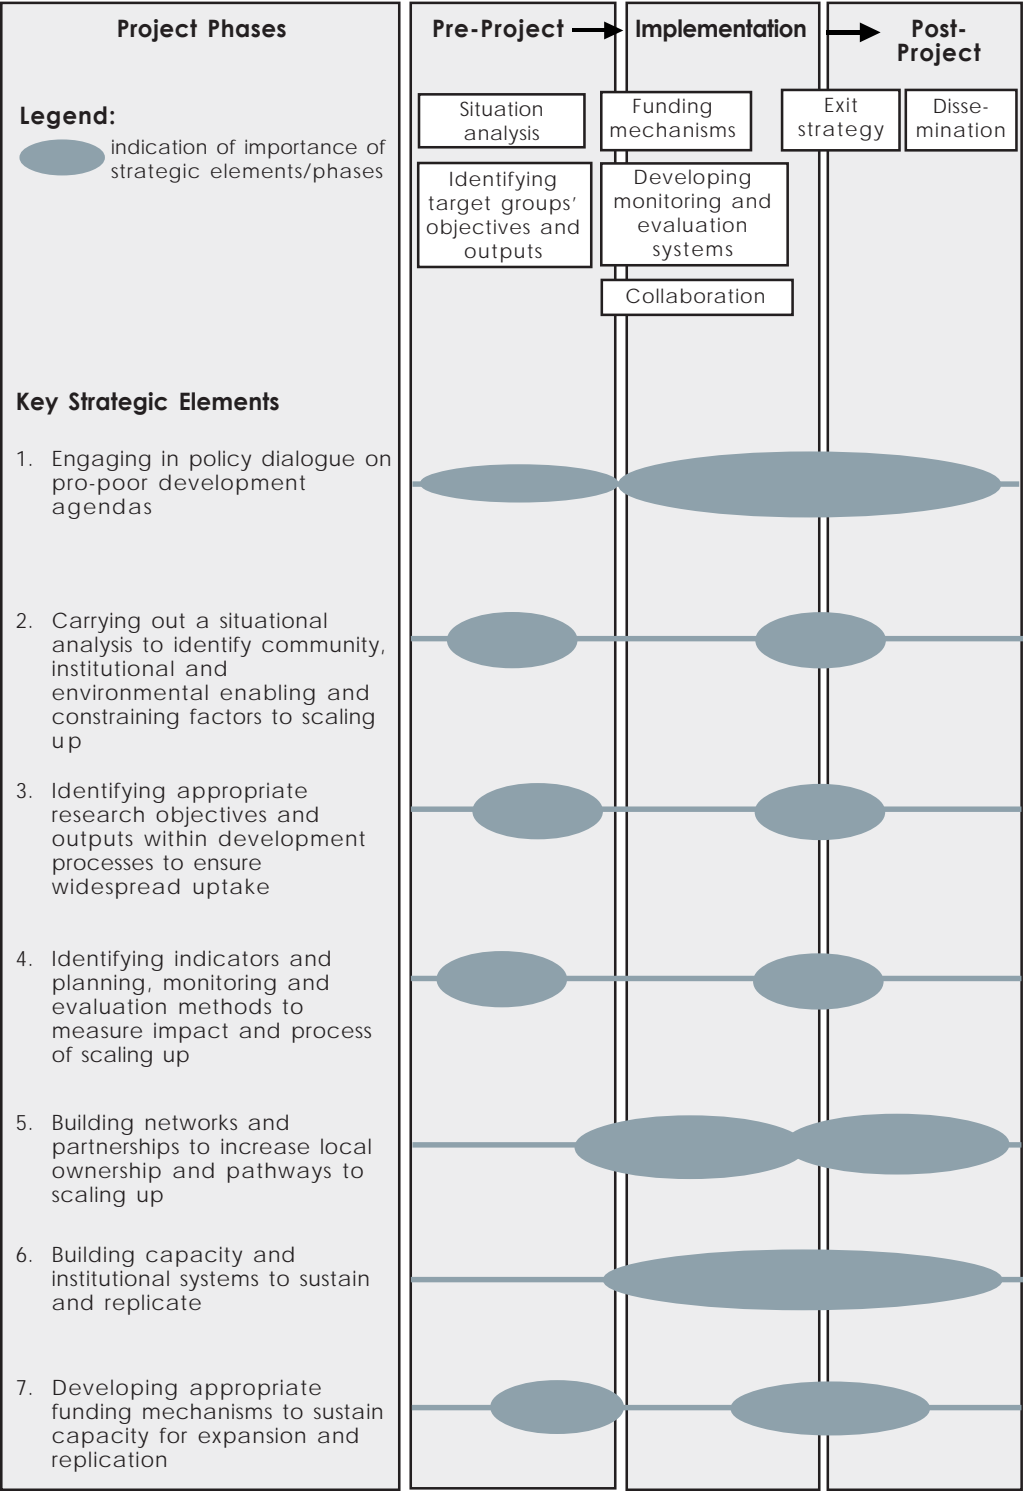 Project Phases
Pre-Project
Implementation
Post-
Project
Legend:
indication of importance of
strategic elements/phases
Situation
analysis
Funding
mechanisms
Exit
strategy
Disse-
mination
Identifying
target groups'
objectives and
outputs
Developing
monitoring and
evaluation
systems
Collaboration
Key Strategic Elements
1. Engaging in policy dialogue on
pro-poor development
agendas
2. Carrying out a situational
analysis to identify community,
institutional and
environmental enabling and
constraining factors to scaling
up
3. Identifying appropriate
research objectives and
outputs within development
processes to ensure
widespread uptake
4. Identifying indicators and
planning, monitoring and
evaluation methods to
measure impact and process
of scaling up
5. Building networks and
partnerships to increase local
ownership and pathways to
scaling up
6. Building capacity and
institutional systems to sustain
and replicate
7. Developing appropriate
funding mechanisms to sustain
capacity for expansion and
replication